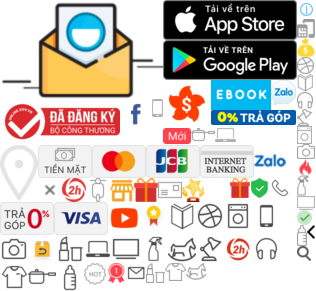 Tải về trên
App Store
TẢI VỀ TRÊN
Google Play
EBOOK
Zalo
0% TRẢ GÓP
ĐÃ ĐĂNG KÝ
BỘ CÔNG THƯƠNG
f
$
Mới
TIỀN MẶT
JCB
INTERNET
BANKING
Zalo
2h
TRẢ
GÓP
0%
VISA
2h
HOT
1